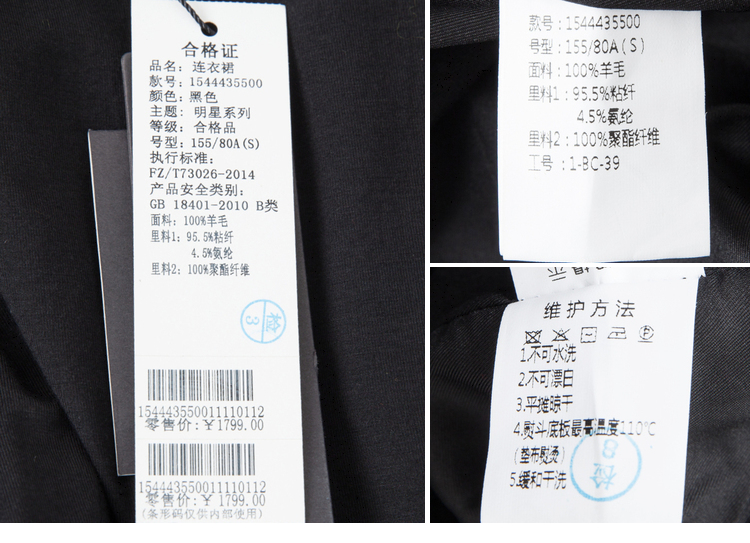 合格证
品名：连衣裙
款号：1544435500
颜色：黑色
主题：明星系列
等级：合格品
号型：155/80A(S)
执行标准：
FZ/T73026-2014
产品安全类别：
GB 18401-2010 B类
面料：100%羊毛
里料1：95.5%粘纤
4.5%氨纶
里料2：100%聚酯纤维
检
3
154443550011110112
零售价：￥1799.00
154443550011110112
零售价：￥1799.00
(条形码仅供内部使用)
款号：1544435500
号型：155/80A(S)
面料：100%羊毛
里料1：95.5%粘纤
4.5%氨纶
里料2：100%聚酯纤维
工号：1-BC-39
维护方法
1.不可水洗
2.不可漂白
3.平摊晾干
4.熨斗底板最高温度110℃
(垫布熨烫)
5.缓和干洗
检
8